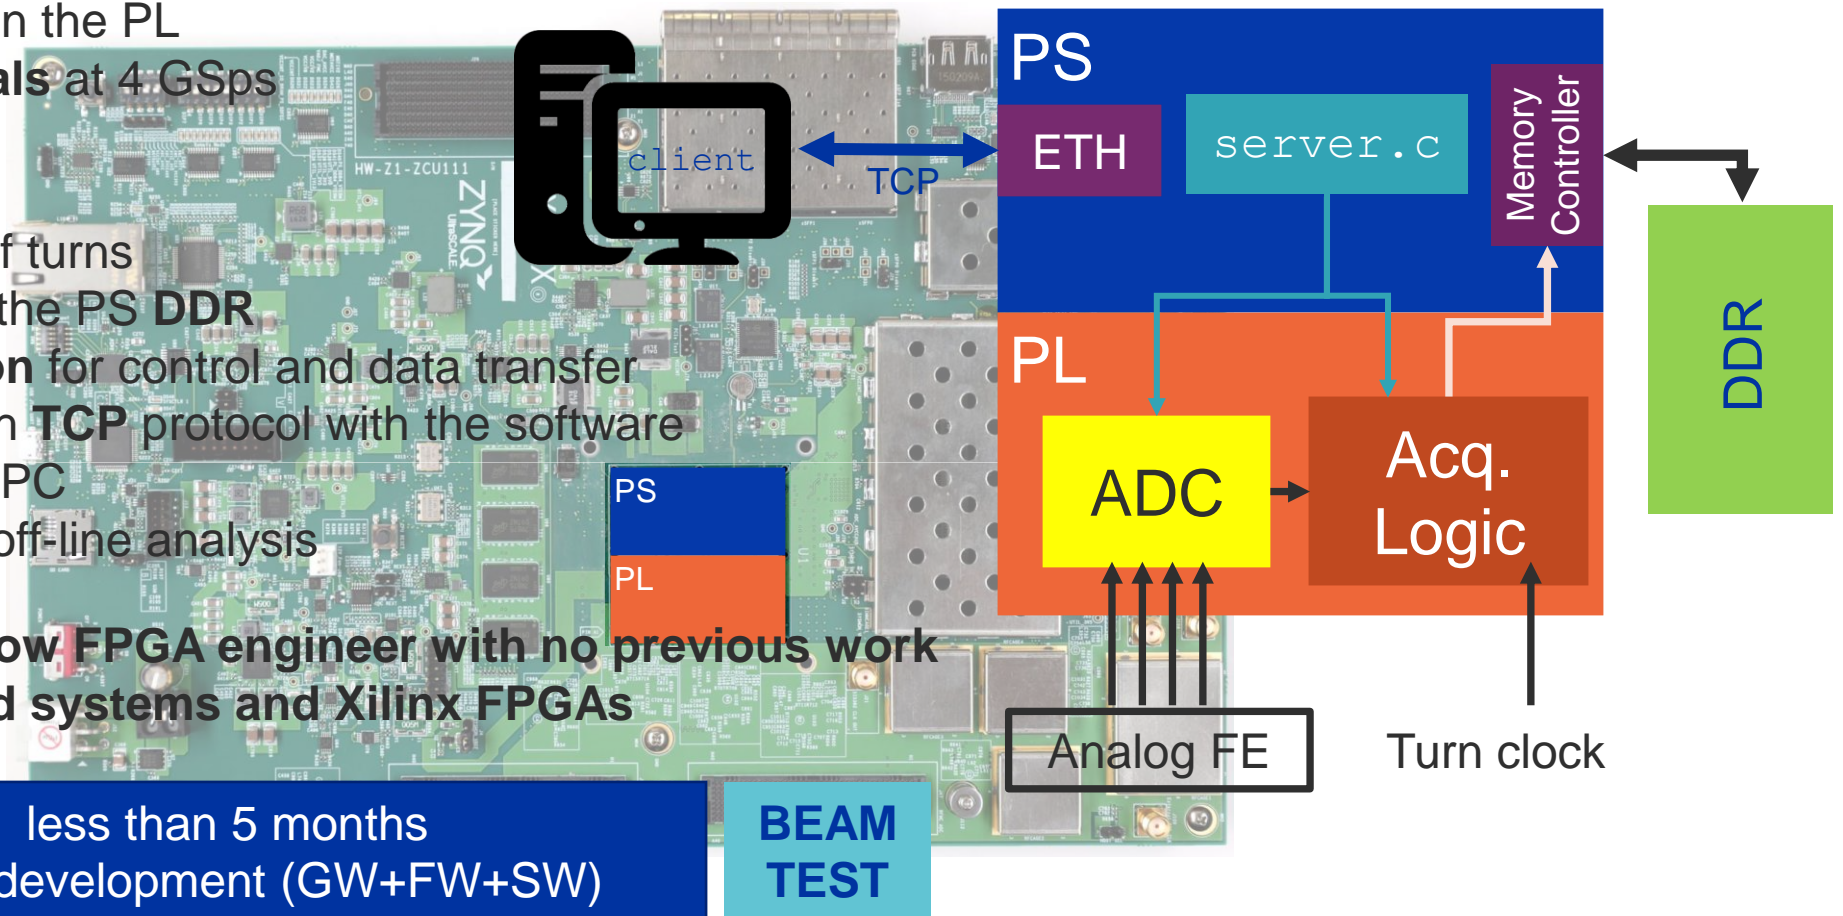 n the PL
als at 4 GSps
f turns
the PS DDR
on for control and data transfer
n TCP protocol with the software
PC
off-line analysis
ow FPGA engineer with no previous work
d systems and Xilinx FPGAs
less than 5 months
development (GW+FW+SW)
BEAM
TEST
HW-Z1-ZCU111
ZYNQ
UltraSCALE
client
TCP
PS
PL
PS
ETH
server.c
Memory
Controller
DDR
PL
ADC
Acq.
Logic
Analog FE
Turn clock